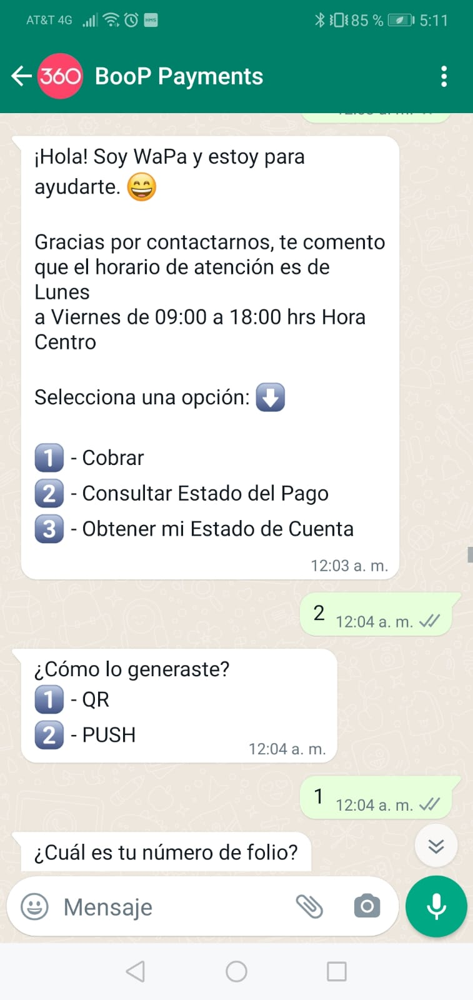 AT&T 4G HMS 85 % 5:11
360 BooP Payments
¡Hola! Soy WaPa y estoy para
ayudarte. 😄
Gracias por contactarnos, te comento
que el horario de atención es de
Lunes
a Viernes de 09:00 a 18:00 hrs Hora
Centro
Selecciona una opción: ⬇️
1️⃣ - Cobrar
2️⃣ - Consultar Estado del Pago
3️⃣ - Obtener mi Estado de Cuenta
12:03 a. m.
2 12:04 a. m.
¿Cómo lo generaste?
1️⃣ - QR
2️⃣ - PUSH
12:04 a. m.
1 12:04 a. m.
¿Cuál es tu número de folio?
Mensaje